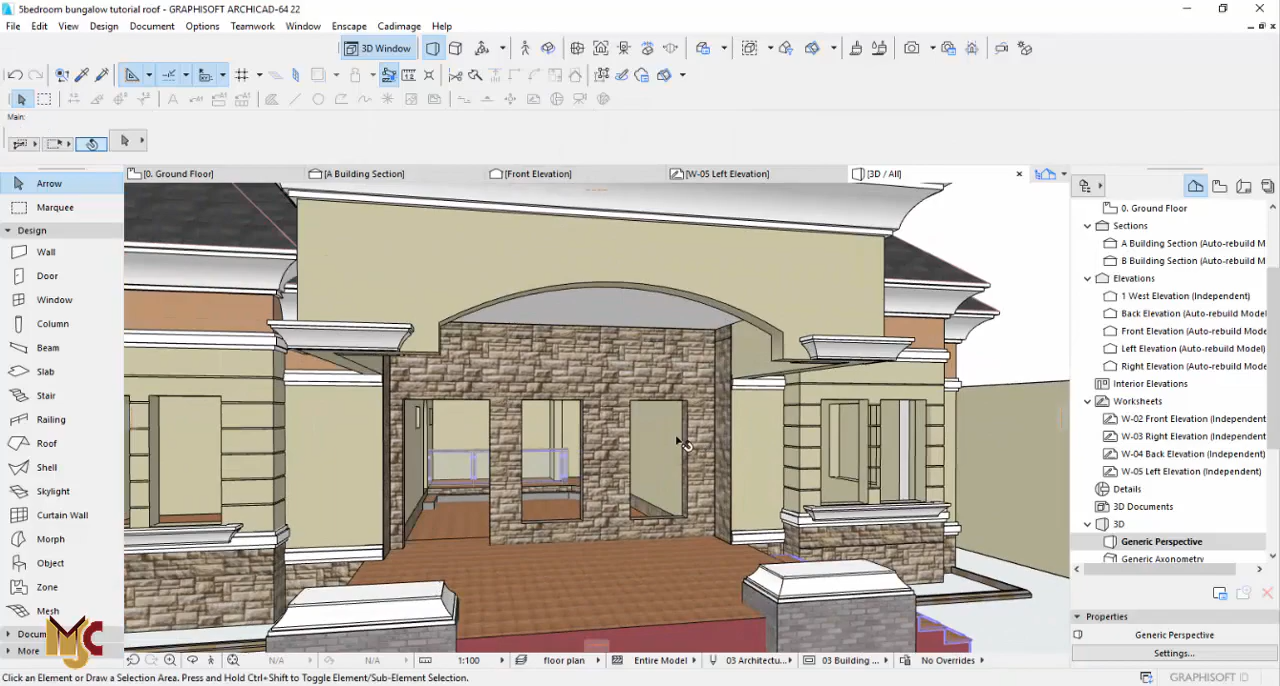 5bedroom bungalow tutorial roof - GRAPHISOFT ARCHICAD-64 22
File Edit View Design Document Options Teamwork Window Enscape Cadimage Help
3D Window
Main:
[0. Ground Floor] [A Building Section] [Front Elevation] [W-05 Left Elevation] [3D / All]
Arrow
Marquee
Design
Wall
Door
Window
Column
Beam
Slab
Stair
Railing
Roof
Shell
Skylight
Curtain Wall
Morph
Object
Zone
Mesh
Docum
More
MSC
0. Ground Floor
Sections
A Building Section (Auto-rebuild M
B Building Section (Auto-rebuild M
Elevations
1 West Elevation (Independent)
Back Elevation (Auto-rebuild Model
Front Elevation (Auto-rebuild Model
Left Elevation (Auto-rebuild Model)
Right Elevation (Auto-rebuild Mode
Interior Elevations
Worksheets
W-02 Front Elevation (Independent
W-03 Right Elevation (Independent
W-04 Back Elevation (Independent)
W-05 Left Elevation (Independent)
Details
3D Documents
3D
Generic Perspective
Generic Axonometry
Properties
Generic Perspective
Settings...
N/A N/A 1:100 floor plan Entire Model 03 Architectu... 03 Building ... No Overrides
Click an Element or Draw a Selection Area. Press and Hold Ctrl+Shift to Toggle Element/Sub-Element Selection.
GRAPHISOFT ID